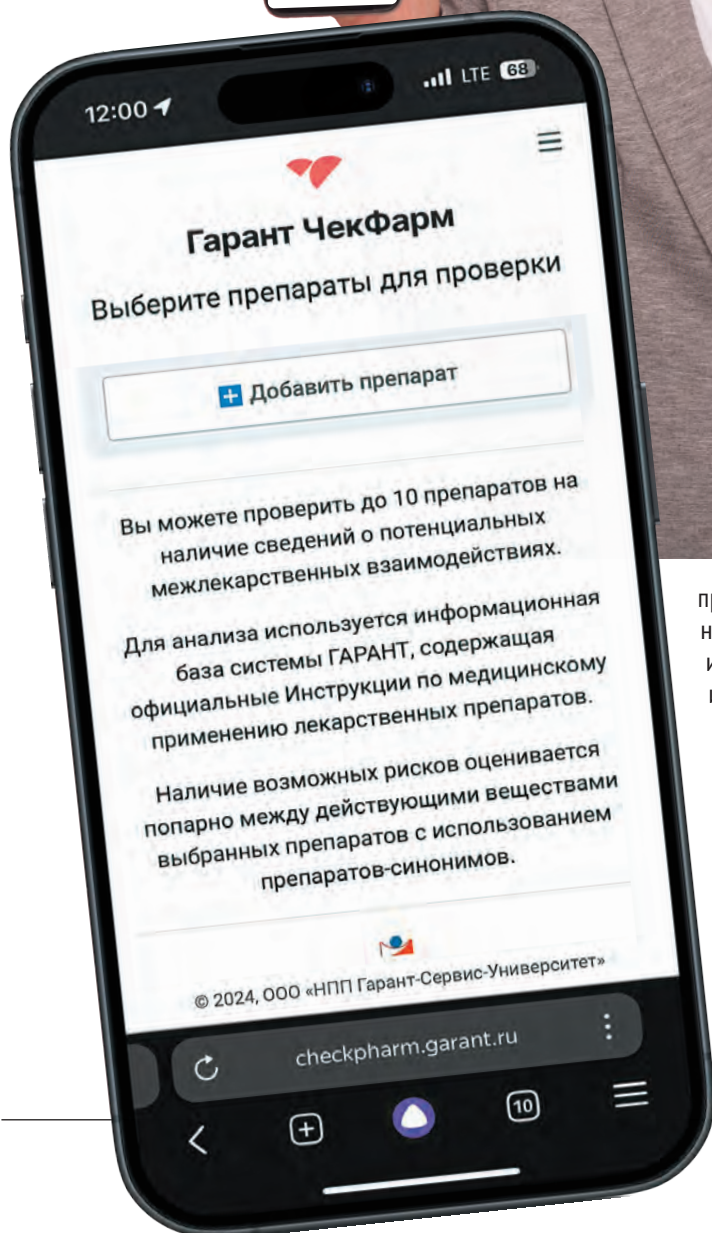 12:00
LTE 68
Гарант ЧекФарм
Выберите препараты для проверки
Добавить препарат
Вы можете проверить до 10 препаратов на
наличие сведений о потенциальных
межлекарственных взаимодействиях.
Для анализа используется информационная
база системы ГАРАНТ, содержащая
официальные Инструкции по медицинскому
применению лекарственных препаратов.
Наличие возможных рисков оценивается
попарно между действующими веществами
выбранных препаратов с использованием
препаратов-синонимов.
© 2024, ООО «НПП Гарант-Сервис-Университет»
checkpharm.garant.ru
10